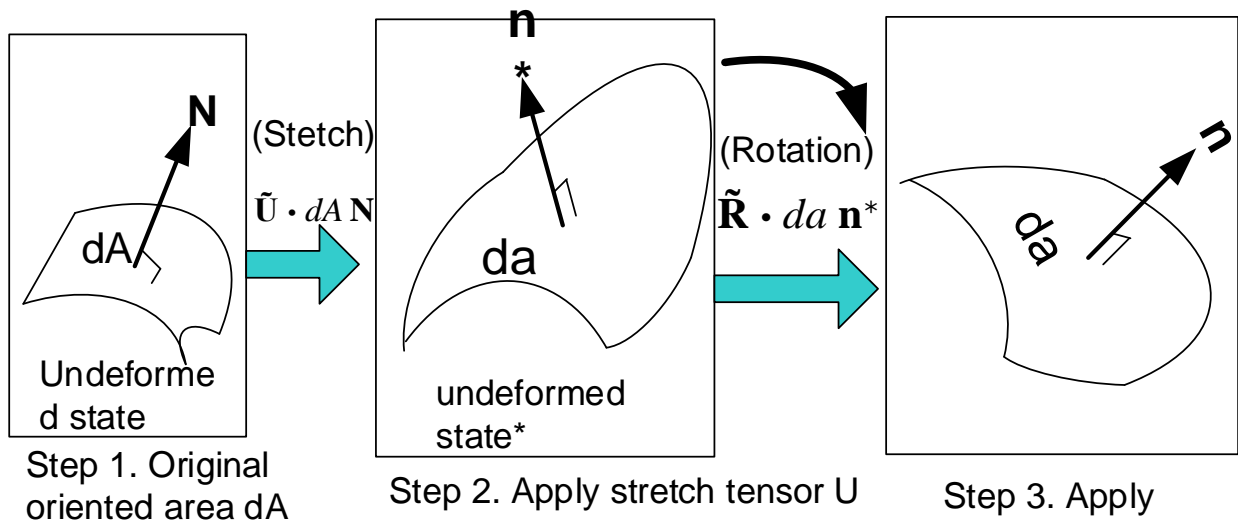 N
dA
Undeforme
d state
Step 1. Original
oriented area dA
(Stetch)
Ũ · dA N
n
*
da
undeformed
state*
Step 2. Apply stretch tensor U
(Rotation)
R̃ · da n*
n
da
Step 3. Apply